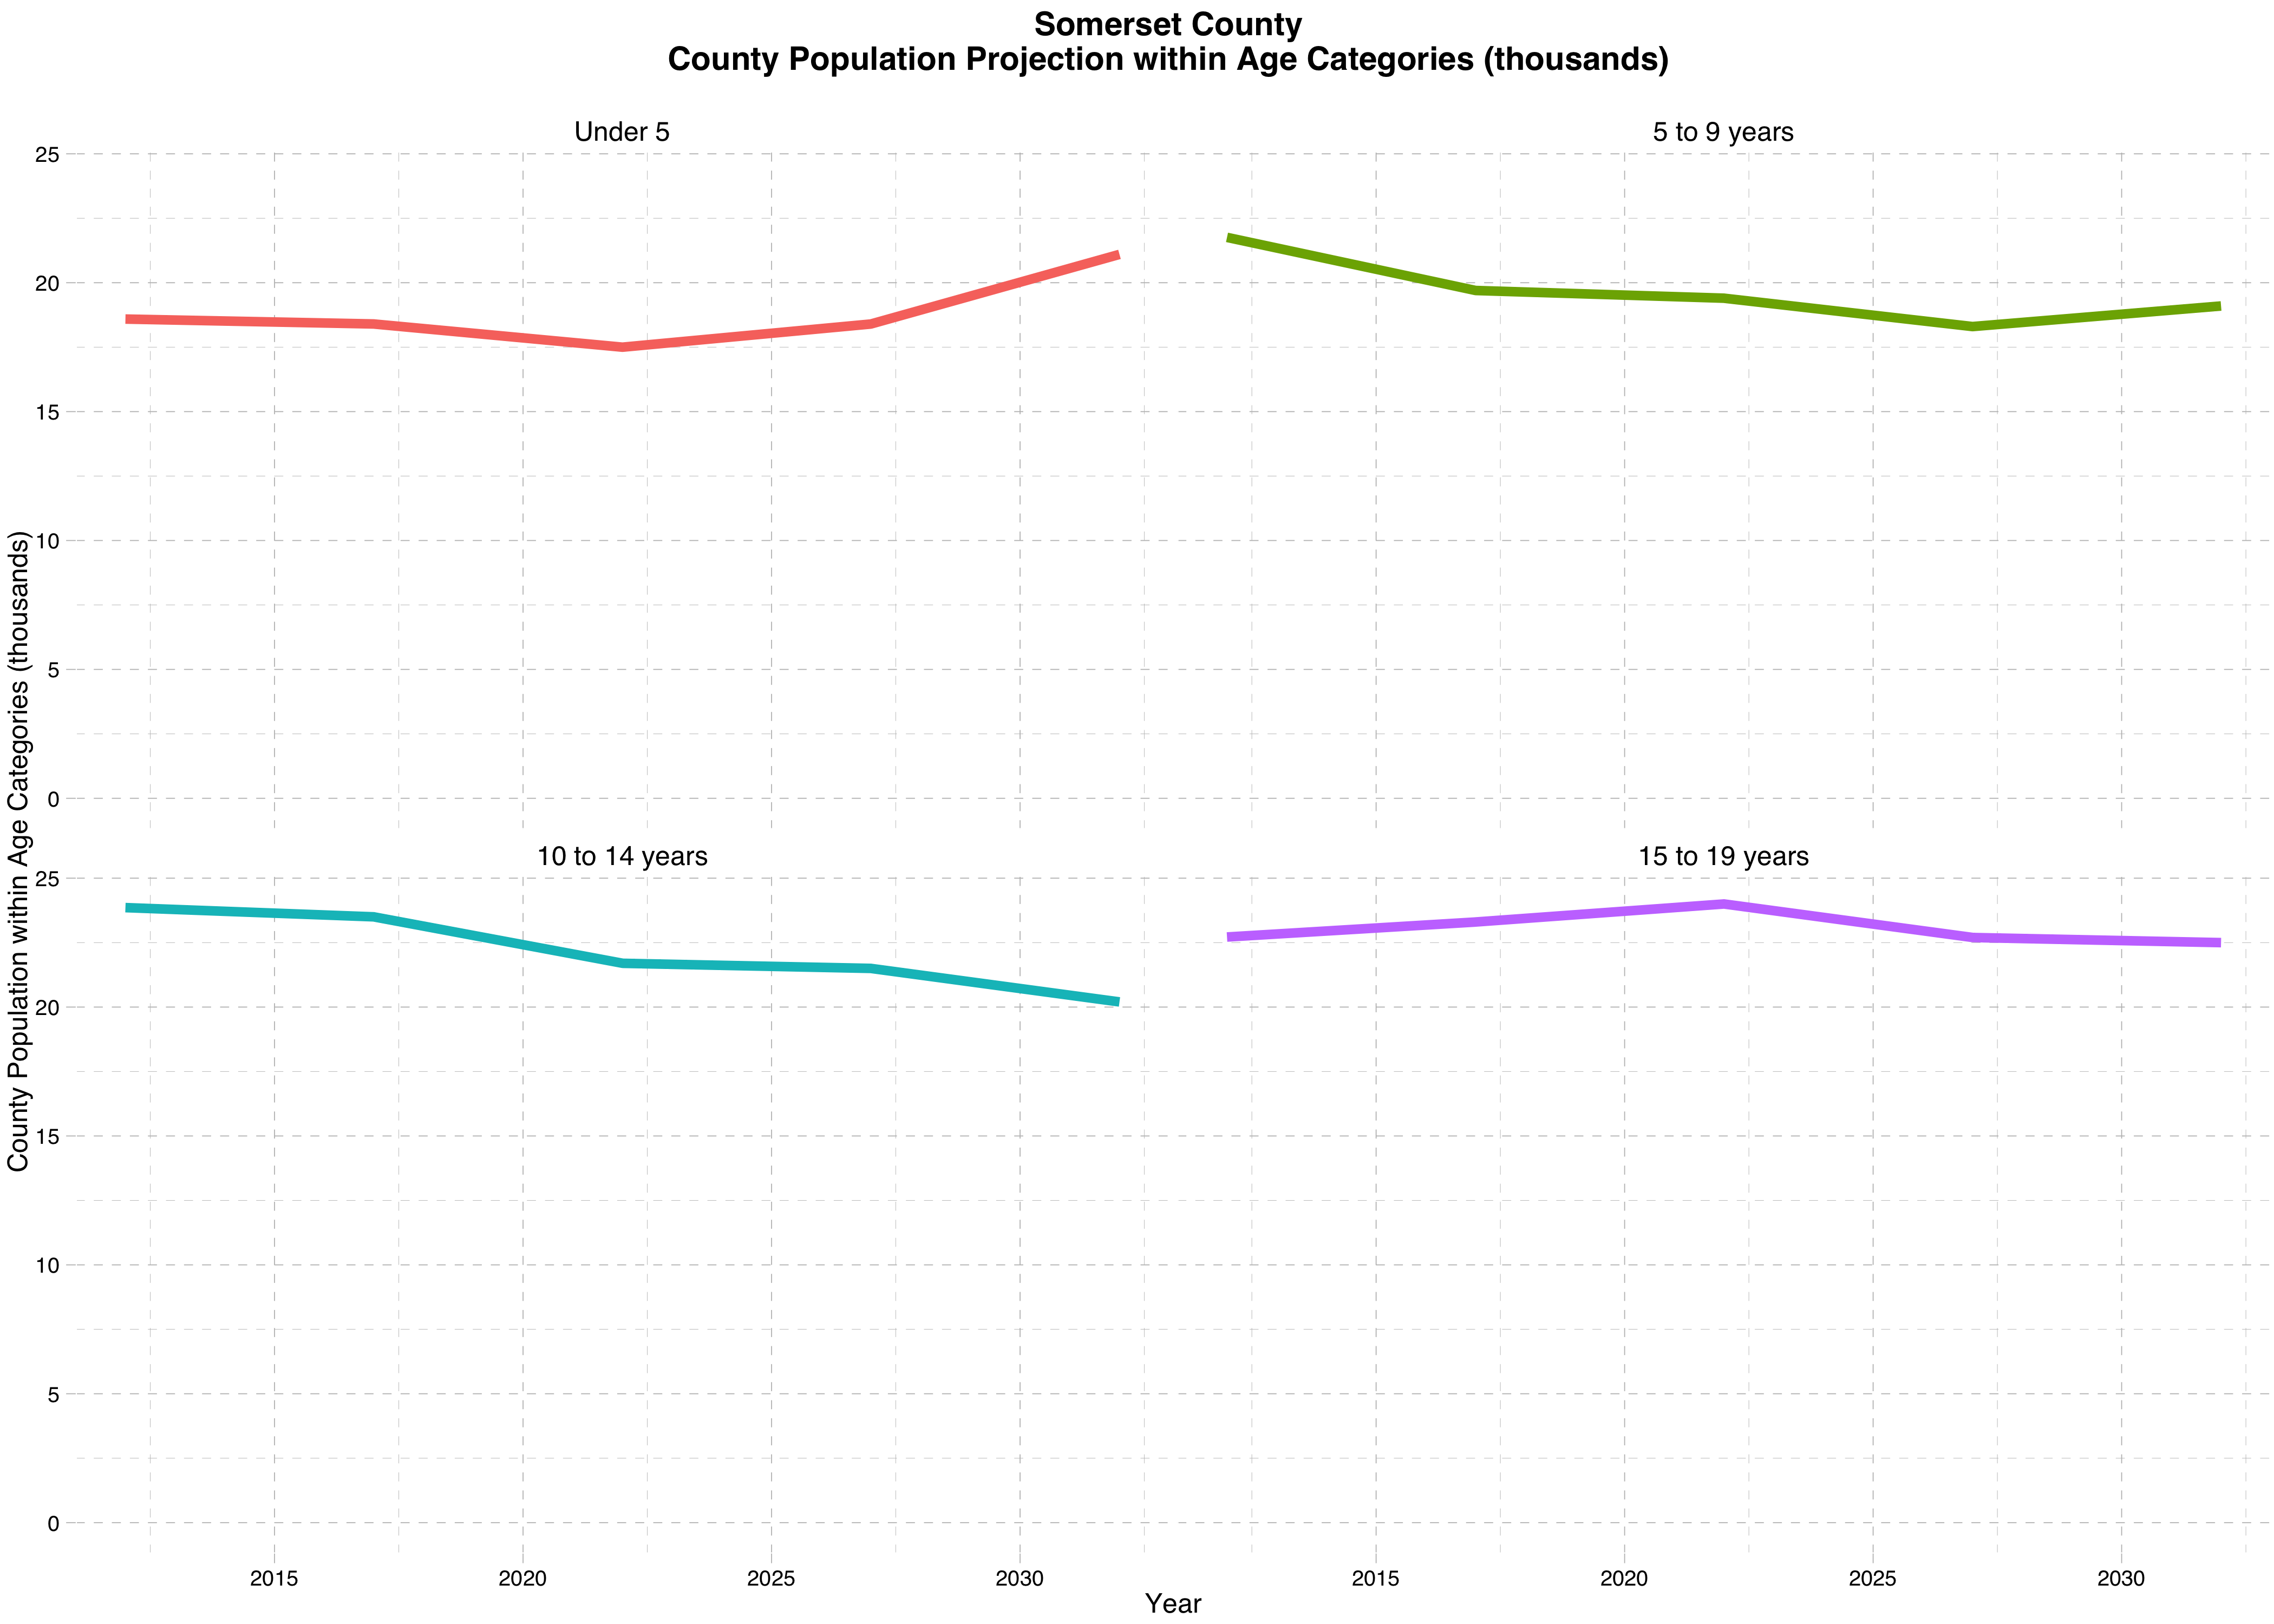 Somerset County
County Population Projection within Age Categories (thousands)
Under 5
5 to 9 years
25
20
15
10
5
0
10 to 14 years
15 to 19 years
25
20
15
10
5
0
County Population within Age Categories (thousands)
2015 2020 2025 2030 2015 2020 2025 2030
Year